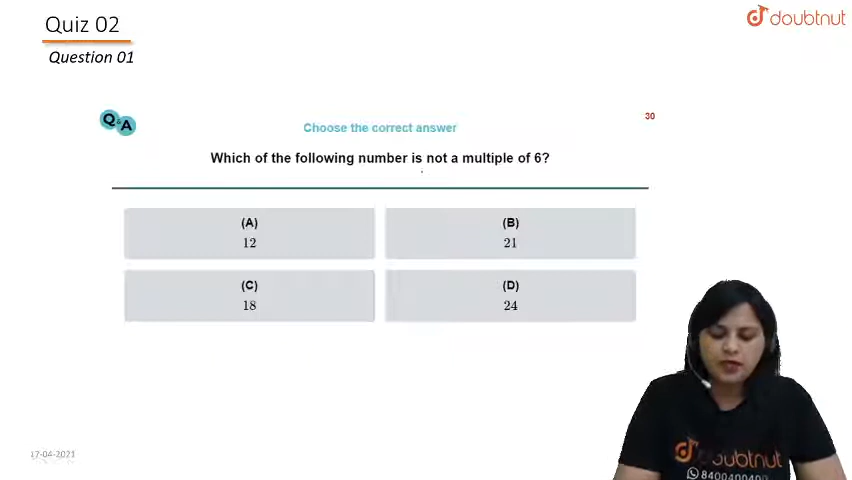 Quiz 02
doubtnut
Question 01
Q&A
30
Choose the correct answer
Which of the following number is not a multiple of 6?
(A)
12
(B)
21
(C)
18
(D)
24
doubtnut
8400400400
17-04-2021